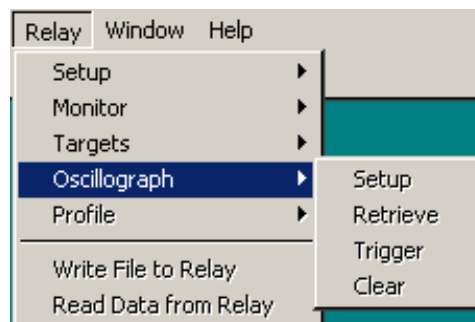 Relay Window Help
Setup
Monitor
Targets
Oscillograph
Profile
Write File to Relay
Read Data from Relay
Setup
Retrieve
Trigger
Clear